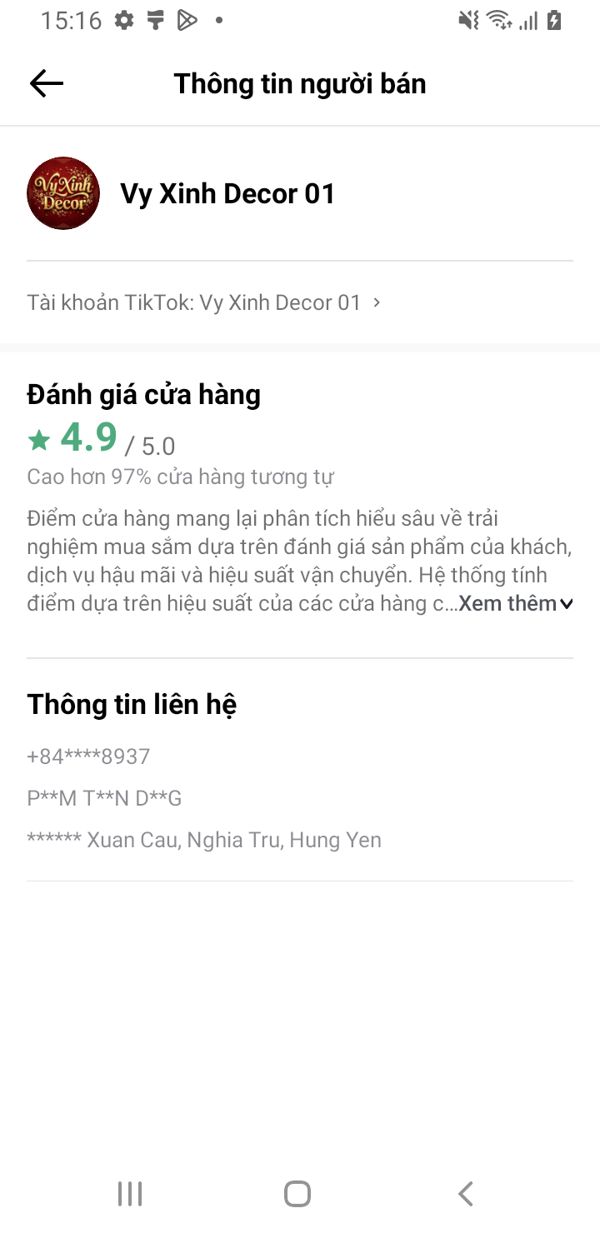 15:16
Thông tin người bán
Vy Xinh
Decor
Vy Xinh Decor 01
Tài khoản TikTok: Vy Xinh Decor 01 >
Đánh giá cửa hàng
4.9 / 5.0
Cao hơn 97% cửa hàng tương tự
Điểm cửa hàng mang lại phân tích hiểu sâu về trải
nghiệm mua sắm dựa trên đánh giá sản phẩm của khách,
dịch vụ hậu mãi và hiệu suất vận chuyển. Hệ thống tính
điểm dựa trên hiệu suất của các cửa hàng c...Xem thêm
Thông tin liên hệ
+84****8937
P**M T**N D**G
****** Xuan Cau, Nghia Tru, Hung Yen